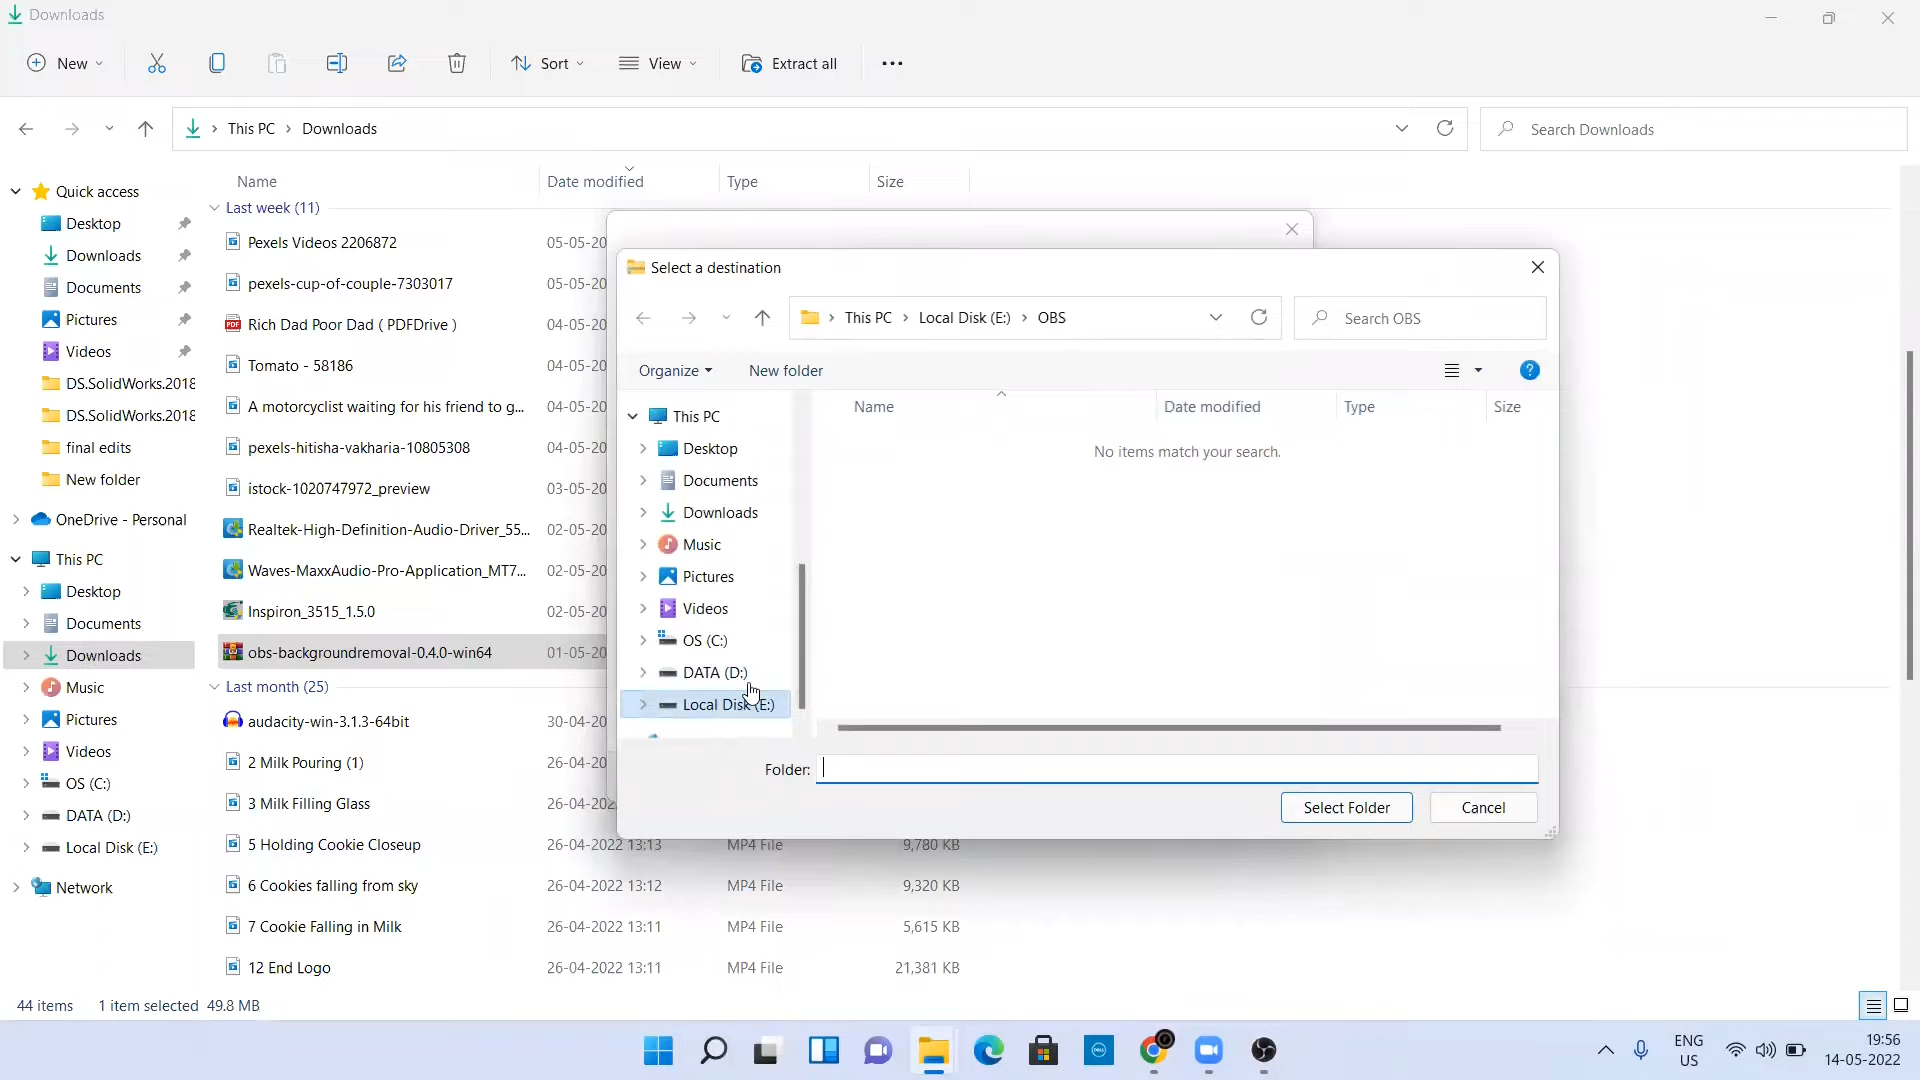 Downloads
New
Sort
View
Extract all
This PC > Downloads
Search Downloads
Name
Date modified
Type
Size
Quick access
Desktop
Downloads
Documents
Pictures
Videos
DS.SolidWorks.2018
DS.SolidWorks.2018
final edits
New folder
OneDrive - Personal
This PC
Desktop
Documents
Downloads
Music
Pictures
Videos
OS (C:)
DATA (D:)
Local Disk (E:)
Network
Last week (11)
Pexels Videos 2206872 05-05-20
pexels-cup-of-couple-7303017 05-05-20
Rich Dad Poor Dad ( PDFDrive ) 04-05-20
Tomato - 58186 04-05-20
A motorcyclist waiting for his friend to g... 04-05-20
pexels-hitisha-vakharia-10805308 04-05-20
istock-1020747972_preview 03-05-20
Realtek-High-Definition-Audio-Driver_55... 02-05-20
Waves-MaxxAudio-Pro-Application_MT7... 02-05-20
Inspiron_3515_1.5.0 02-05-20
obs-backgroundremoval-0.4.0-win64 01-05-20
Last month (25)
audacity-win-3.1.3-64bit 30-04-20
2 Milk Pouring (1) 26-04-20
3 Milk Filling Glass 26-04-202
5 Holding Cookie Closeup 26-04-2022 13:13 MP4 File 9,780 KB
6 Cookies falling from sky 26-04-2022 13:12 MP4 File 9,320 KB
7 Cookie Falling in Milk 26-04-2022 13:11 MP4 File 5,615 KB
12 End Logo 26-04-2022 13:11 MP4 File 21,381 KB
Select a destination
This PC > Local Disk (E:) > OBS
Search OBS
Organize
New folder
Name
Date modified
Type
Size
No items match your search.
This PC
Desktop
Documents
Downloads
Music
Pictures
Videos
OS (C:)
DATA (D:)
Local Disk (E:)
Folder:
Select Folder
Cancel
44 items 1 item selected 49.8 MB
ENG
US
19:56
14-05-2022